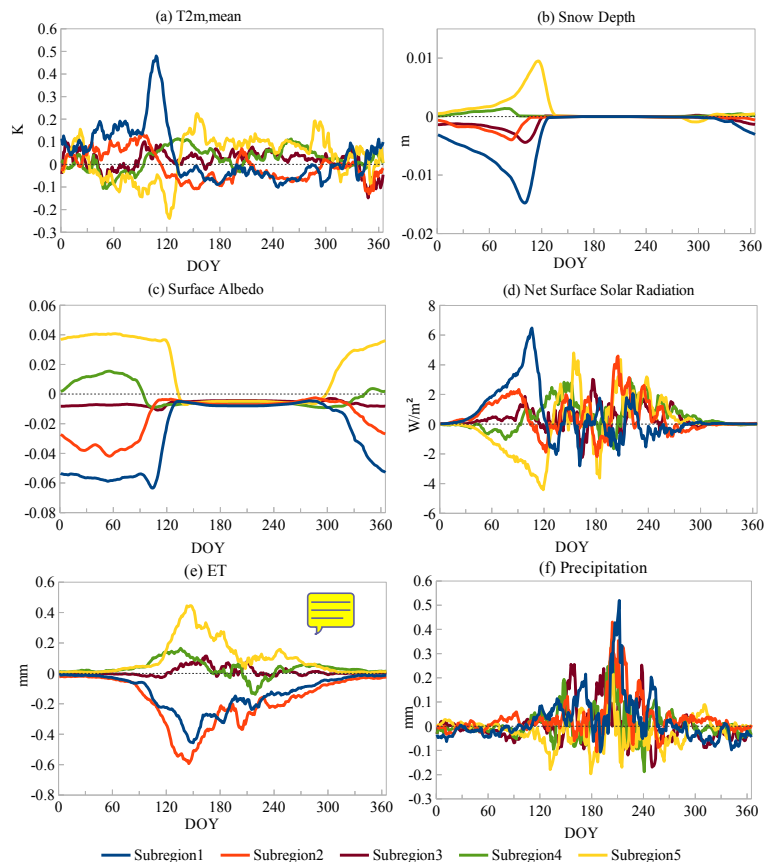 (a) T2m,mean
0.6
0.5
0.4
0.3
0.2
0.1
0
-0.1
-0.2
-0.3
K
0 60 120 180 240 300 360
DOY
(b) Snow Depth
0.01
0
-0.01
-0.02
m
0 60 120 180 240 300 360
DOY
(c) Surface Albedo
0.06
0.04
0.02
0
-0.02
-0.04
-0.06
-0.08
0 60 120 180 240 300 360
DOY
(d) Net Surface Solar Radiation
8
6
4
2
0
-2
-4
-6
W/m²
0 60 120 180 240 300 360
DOY
(e) ET
0.6
0.4
0.2
0
-0.2
-0.4
-0.6
-0.8
mm
0 60 120 180 240 300 360
DOY
(f) Precipitation
0.6
0.5
0.4
0.3
0.2
0.1
0
-0.1
-0.2
-0.3
mm
0 60 120 180 240 300 360
DOY
Subregion1 Subregion2 Subregion3 Subregion4 Subregion5